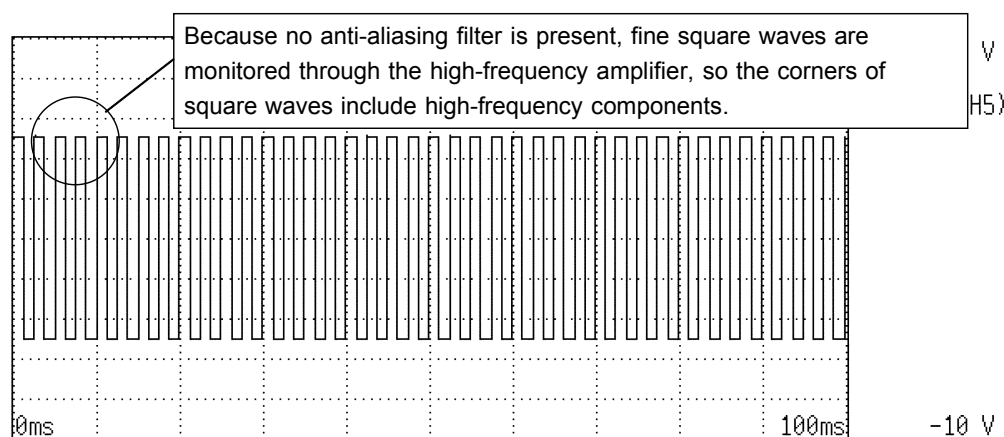 Because no anti-aliasing filter is present, fine square waves are
monitored through the high-frequency amplifier, so the corners of
square waves include high-frequency components.
V
H5)
0ms
100ms
-10 V